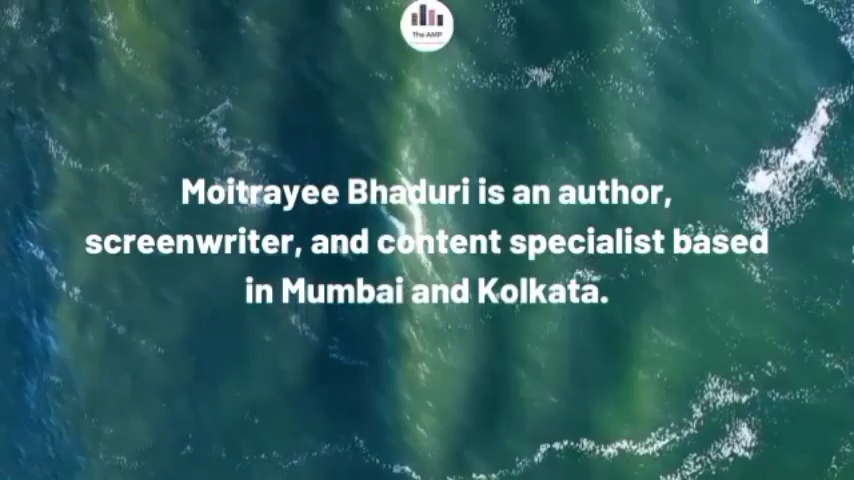 The AMP
Moitrayee Bhaduri is an author,
screenwriter, and content specialist based
in Mumbai and Kolkata.